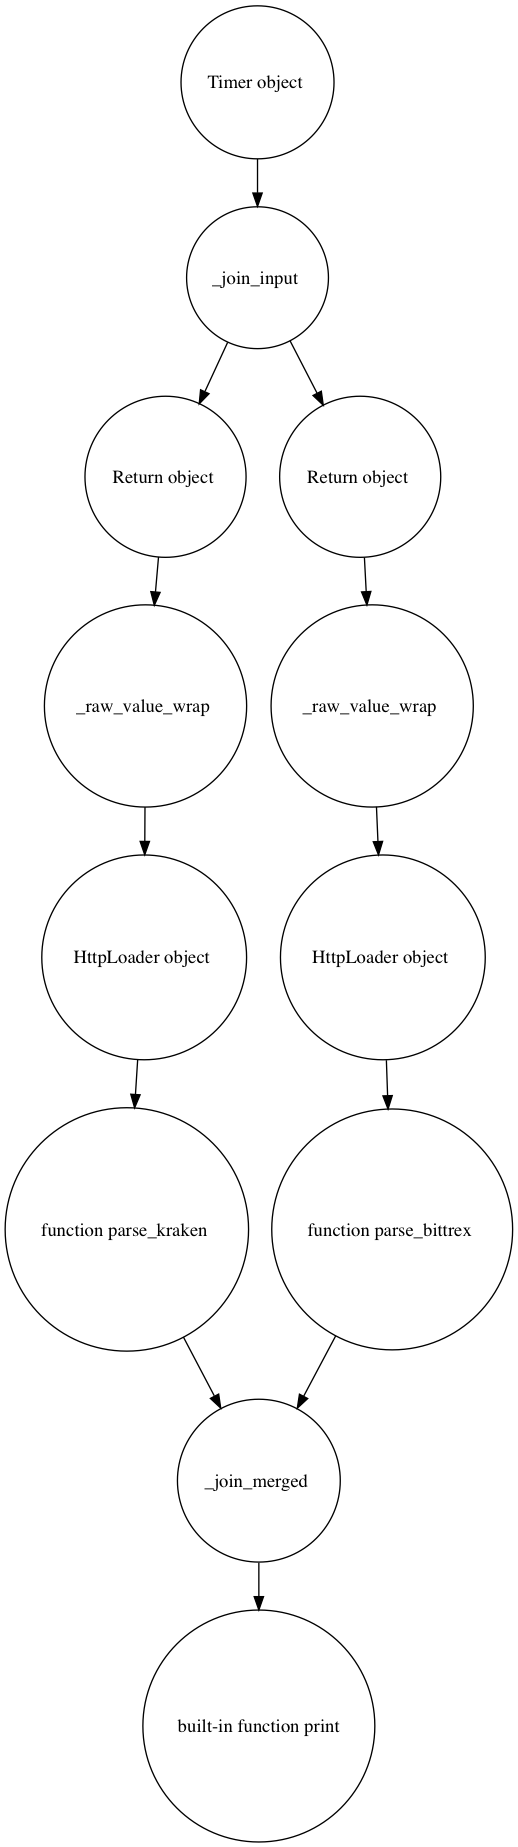 Timer object
_join_input
Return object
Return object
_raw_value_wrap
_raw_value_wrap
HttpLoader object
HttpLoader object
function parse_kraken
function parse_bittrex
_join_merged
built-in function print